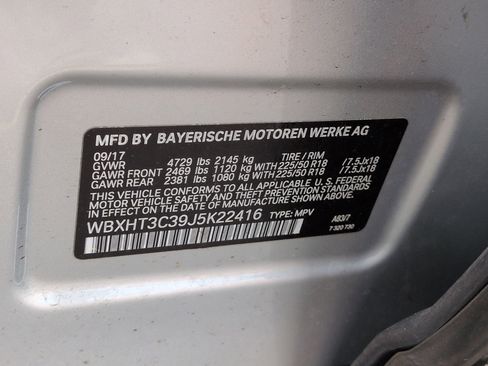 MFD BY BAYERISCHE MOTOREN WERKE AG
09/17
GVWR 4729 lbs 2145 kg TIRE / RIM
GAWR FRONT 2469 lbs 1120 kg WITH 225/50 R18 /7.5Jx18
GAWR REAR 2381 lbs 1080 kg WITH 225/50 R18 /7.5Jx18
THIS VEHICLE CONFORMS TO ALL APPLICABLE U. S. FEDERAL
MOTOR VEHICLE SAFETY, BUMPER, AND THEFT PREVENTION
STANDARDS IN EFFECT ON THE DATE OF MANUFACTURE SHOWN ABOVE.
WBXHT3C39J5K22416 TYPE: MPV A83/7
7 320 730